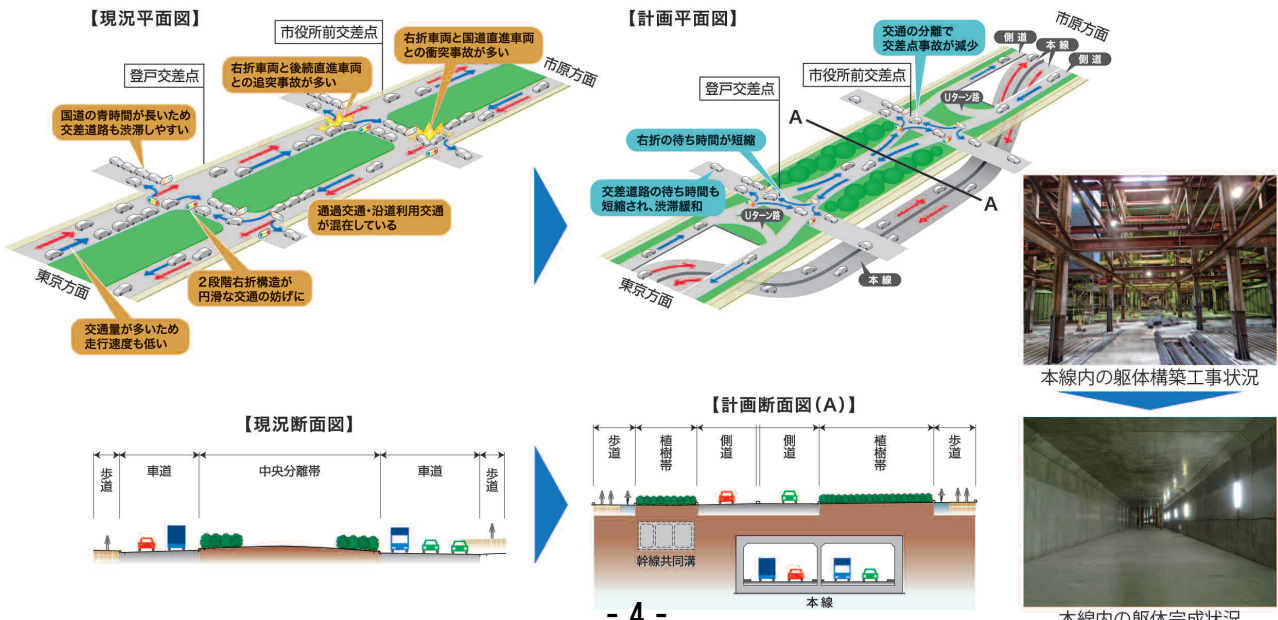 【現況平面図】
市役所前交差点
右折車両と国道直進車両
との衝突事故が多い
登戸交差点
右折車両と後続直進車両
との追突事故が多い
市原方面
国道の青時間が長いため
交差道路も渋滞しやすい
通過交通・沿道利用交通
が混在している
東京方面
2段階右折構造が
円滑な交通の妨げに
交通量が多いため
走行速度も低い
【計画平面図】
交通の分離で
交差点事故が減少
市原方面
側道
本線
側道
市役所前交差点
登戸交差点
Uターン路
A
右折の待ち時間が短縮
交差道路の待ち時間も
短縮され、渋滞緩和
A
Uターン路
本線
東京方面
本線内の躯体構築工事状況
【現況断面図】
歩道
車道
中央分離帯
車道
歩道
【計画断面図(A)】
歩道
植樹帯
側道
側道
植樹帯
歩道
幹線共同溝
本線
- 4 -
本線内の躯体完成状況